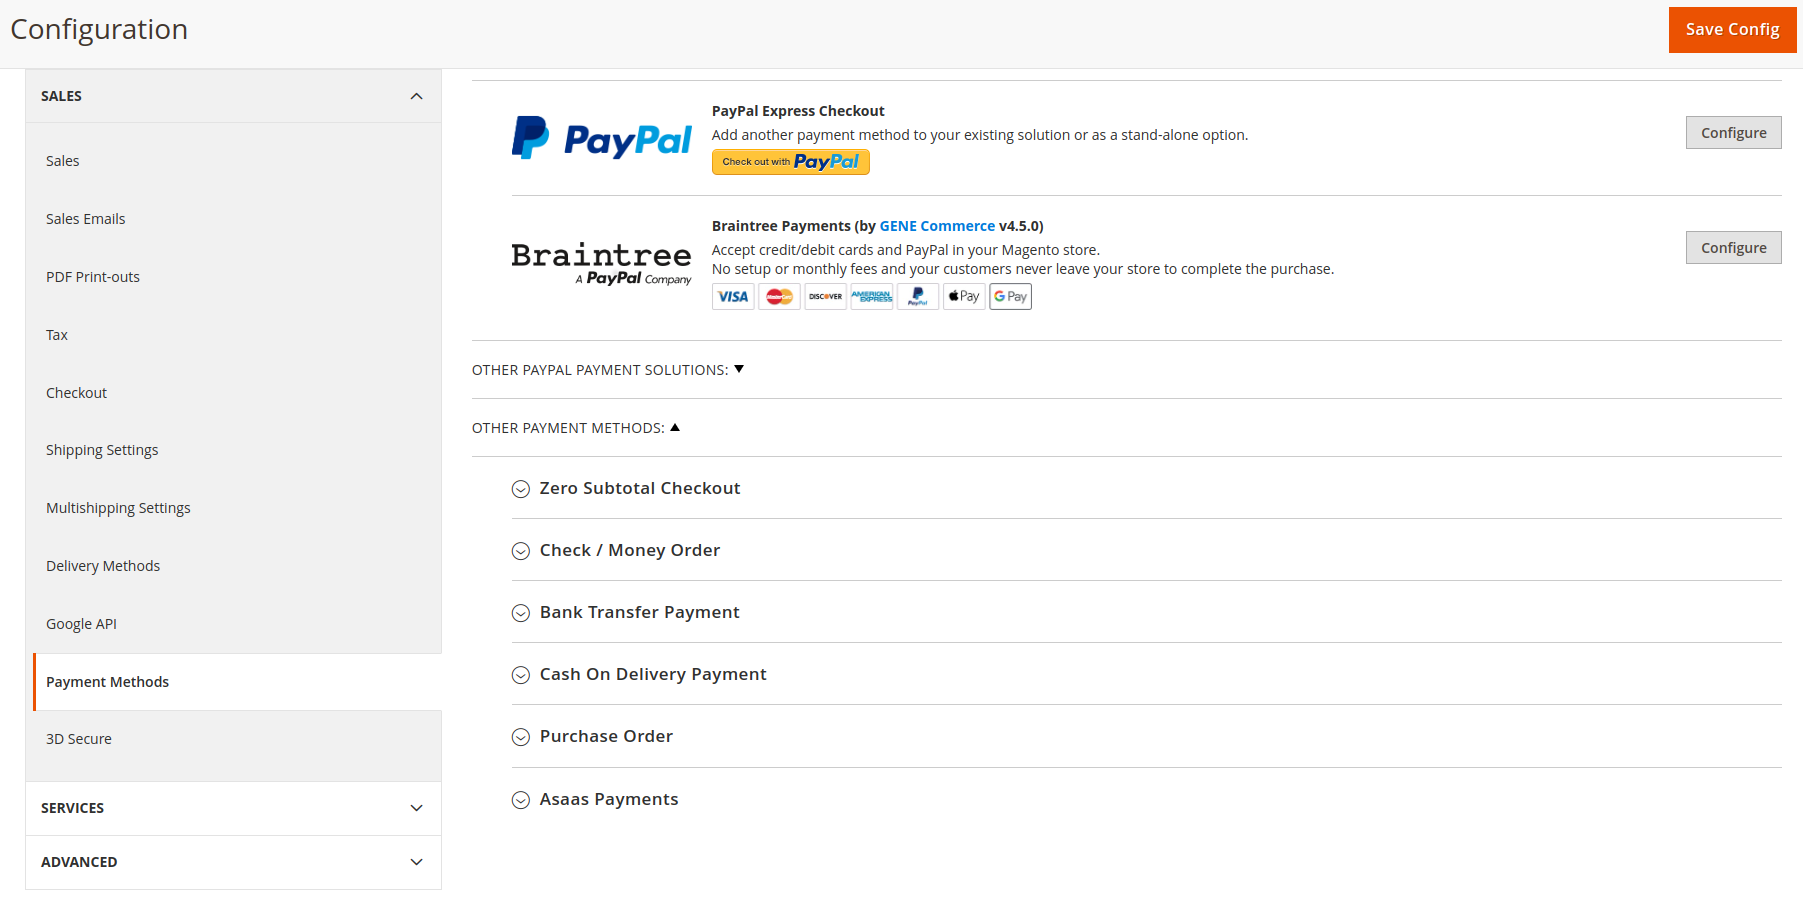 Configuration
Save Config
SALES
Sales
Sales Emails
PDF Print-outs
Tax
Checkout
Shipping Settings
Multishipping Settings
Delivery Methods
Google API
Payment Methods
3D Secure
SERVICES
ADVANCED
PayPal
PayPal Express Checkout
Add another payment method to your existing solution or as a stand-alone option.
Check out with PayPal
Configure
Braintree
A PayPal Company
Braintree Payments (by GENE Commerce v4.5.0)
Accept credit/debit cards and PayPal in your Magento store.
No setup or monthly fees and your customers never leave your store to complete the purchase.
VISA MasterCard DISCOVER AMERICAN EXPRESS PayPal Pay G Pay
Configure
OTHER PAYPAL PAYMENT SOLUTIONS:
OTHER PAYMENT METHODS:
Zero Subtotal Checkout
Check / Money Order
Bank Transfer Payment
Cash On Delivery Payment
Purchase Order
Asaas Payments